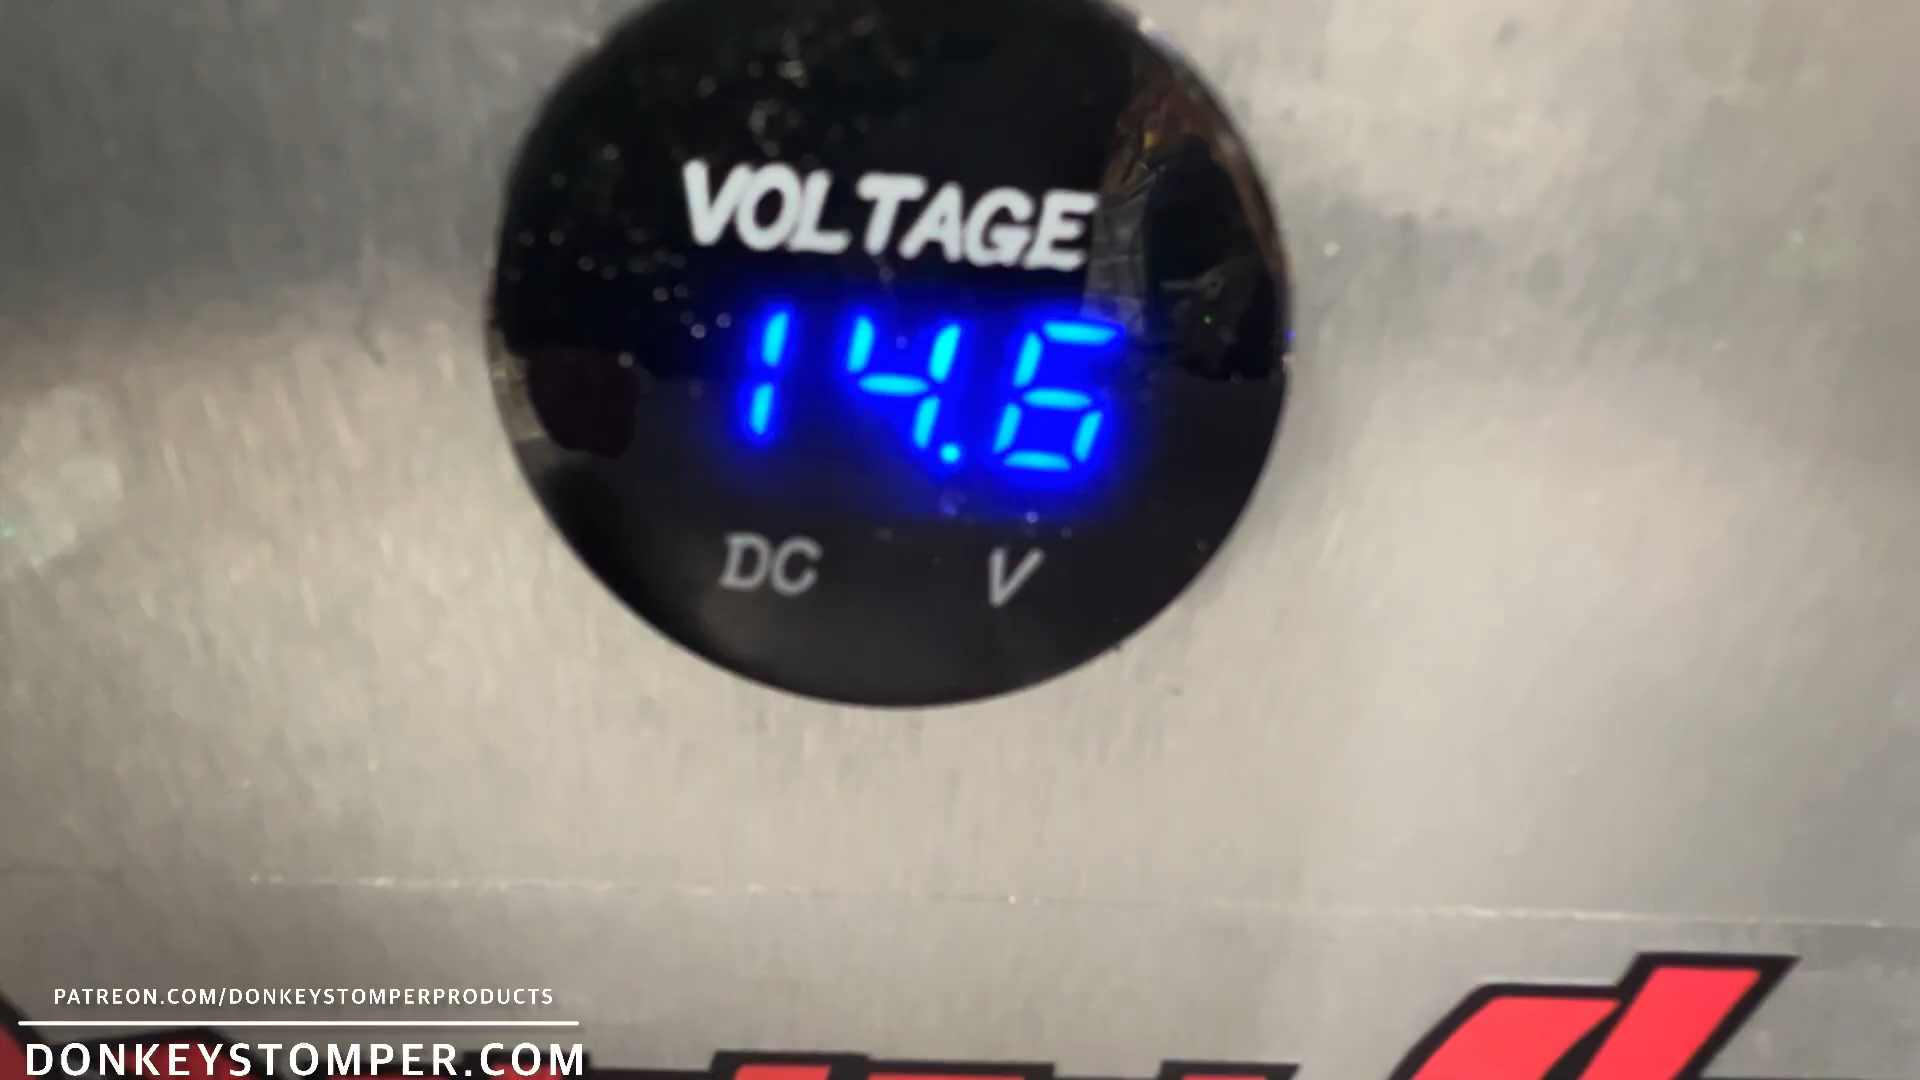 VOLTAGE
14.6
DC V
PATREON.COM/DONKEYSTOMPERPRODUCTS
DONKEYSTOMPER.COM